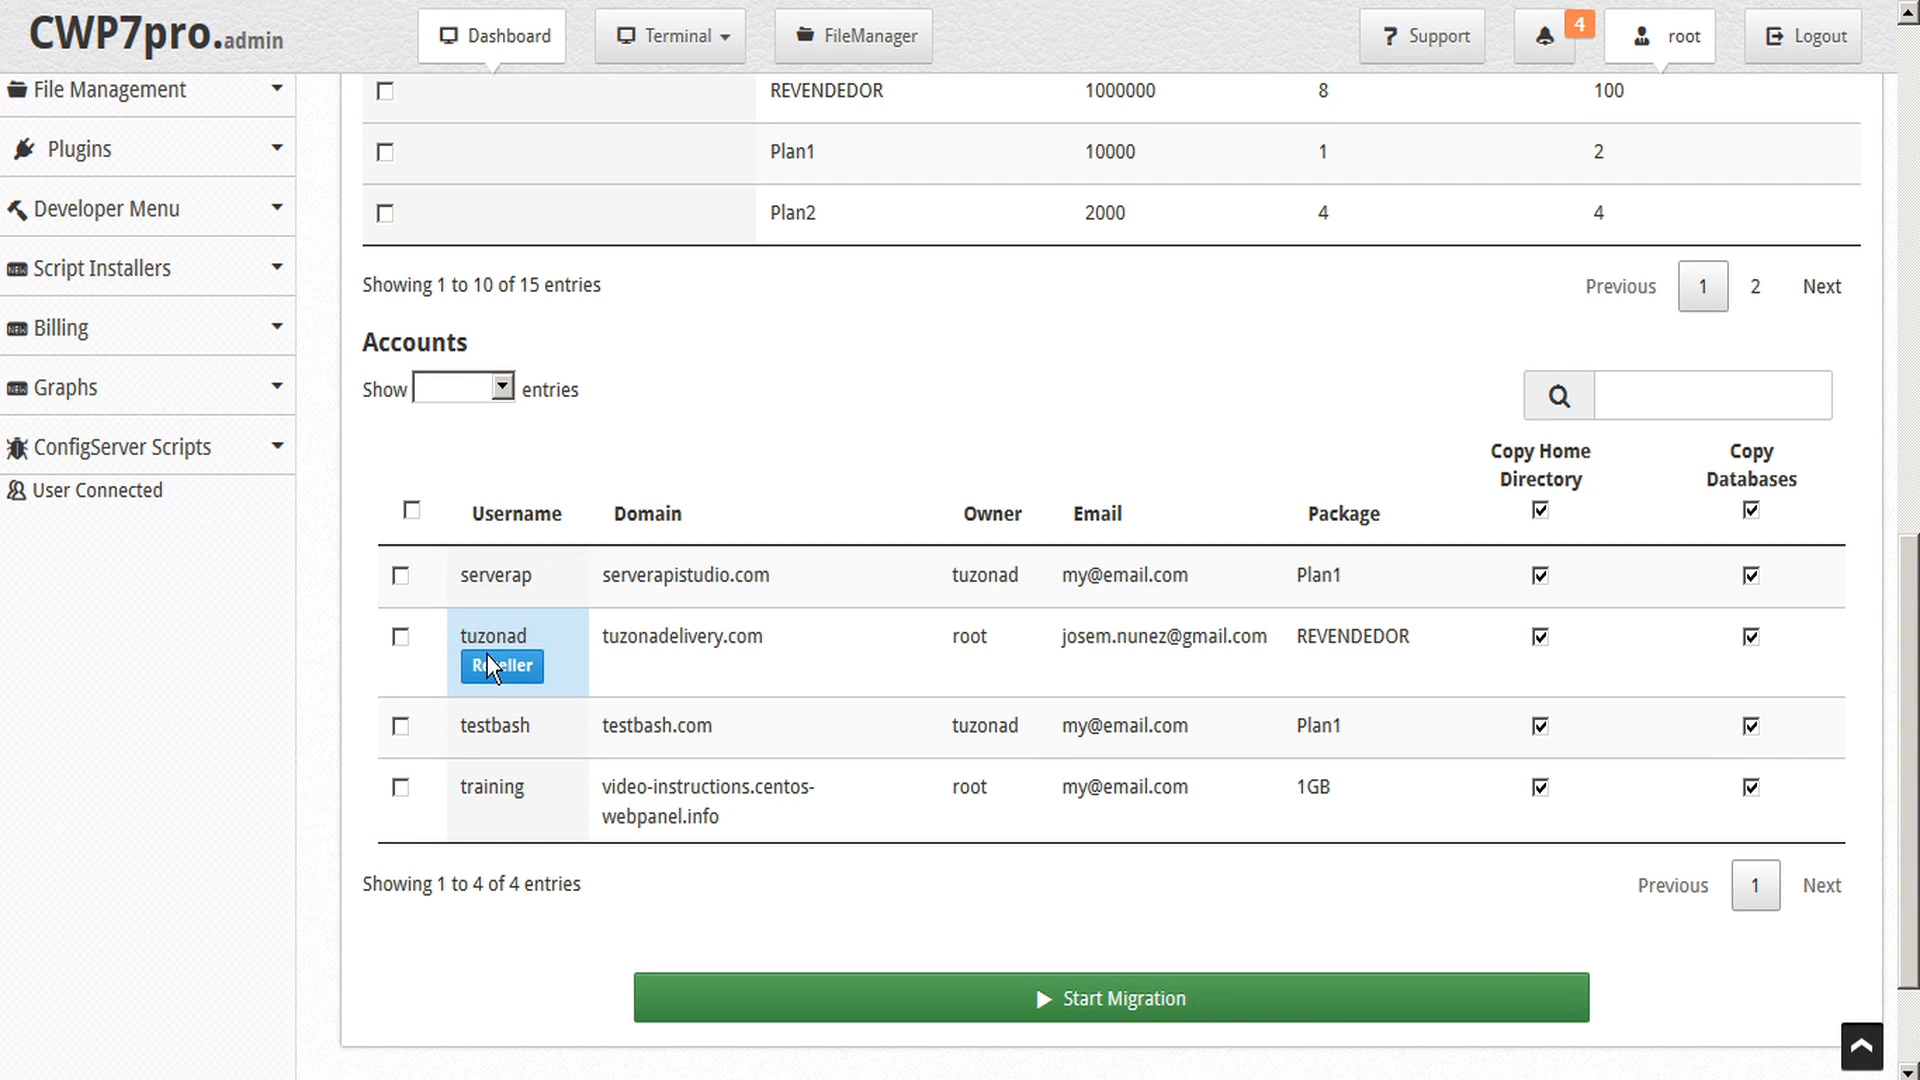 CWP7pro.admin
Dashboard
Terminal
FileManager
? Support
4
root
Logout
File Management
Plugins
Developer Menu
NEW Script Installers
NEW Billing
NEW Graphs
ConfigServer Scripts
User Connected
REVENDEDOR 1000000 8 100
Plan1 10000 1 2
Plan2 2000 4 4
Showing 1 to 10 of 15 entries
Previous 1 2 Next
Accounts
Show entries
Username Domain Owner Email Package Copy Home Directory Copy Databases
serverap serverapistudio.com tuzonad my@email.com Plan1
tuzonad tuzonadelivery.com root josem.nunez@gmail.com REVENDEDOR
Reseller
testbash testbash.com tuzonad my@email.com Plan1
training video-instructions.centos- root my@email.com 1GB
webpanel.info
Showing 1 to 4 of 4 entries
Previous 1 Next
Start Migration